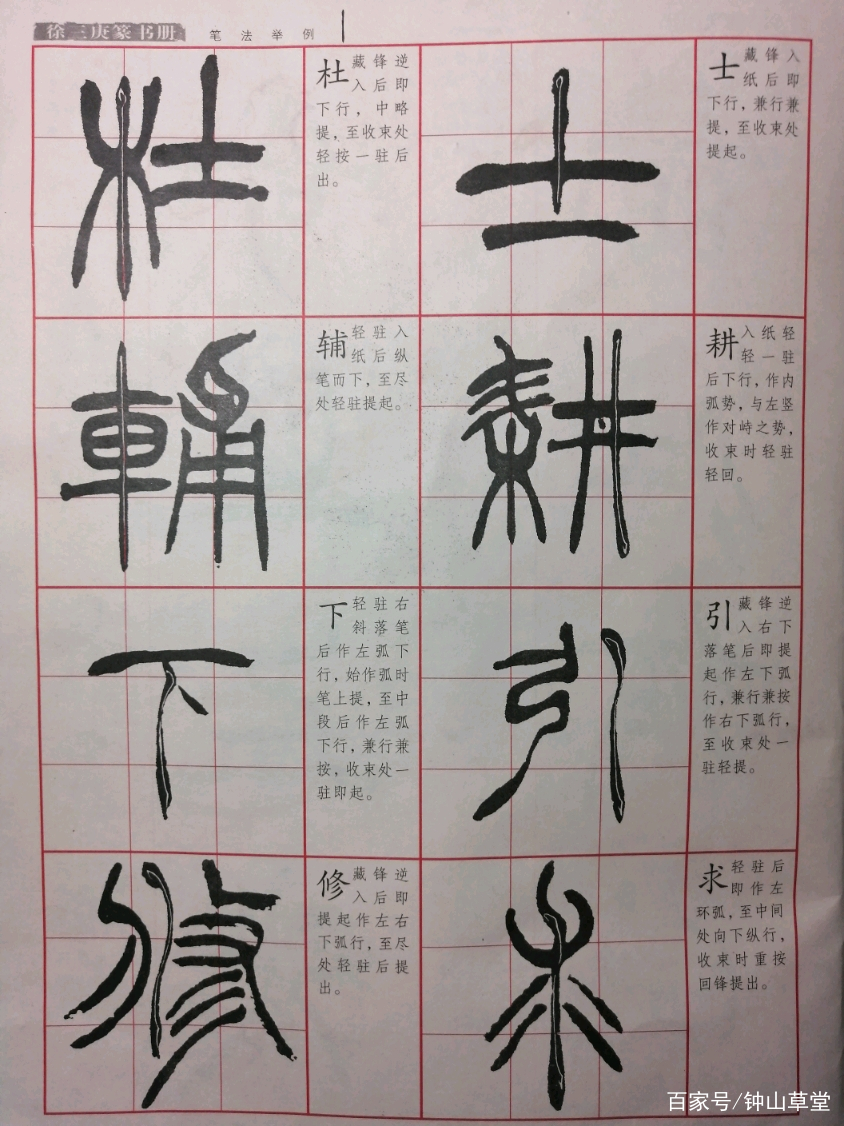 徐三庚篆书册
笔法举例
杜
藏锋逆
入后即
下行，中略
提，至收束处
轻按一驻后
出。
士
藏锋入
纸后即
下行，兼行兼
提，至收束处
提起。
辅
轻驻入
纸后纵
笔而下，至尽
处轻驻提起。
耕
入纸轻
轻一驻
后下行，作内
弧势，与左竖
作对峙之势，
收束时轻驻
轻回。
下
轻驻右
斜落笔
后作左弧下
行，始作弧时
笔上提，至中
段后作左弧
下行，兼行兼
按，收束处一
驻即起。
引
藏锋逆
入右下
落笔后即提
起作左下弧
行，兼行兼按
作右下弧行，
至收束处一
驻轻提。
修
藏锋逆
入后即
提起作左右
下弧行，至尽
处轻驻后提
出。
求
轻驻后
即作左
环弧，至中间
处向下纵行，
收束时重按
回锋提出。
杜
士
輔
耕
下
引
修
求
百家号/钟山草堂